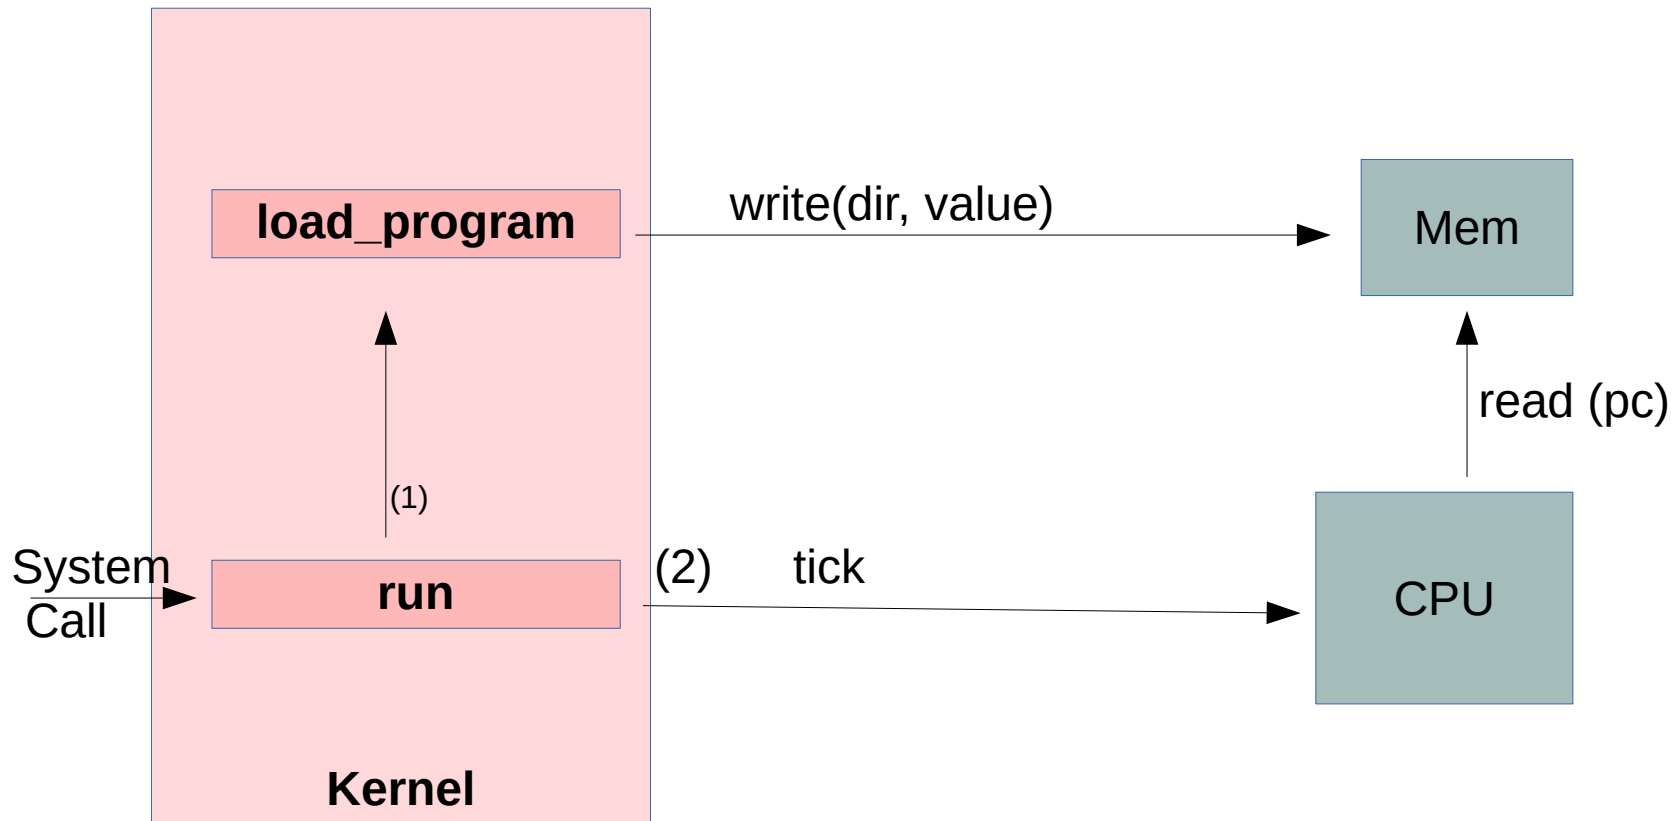 load_program
write(dir, value)
Mem
read (pc)
(1)
System
Call
run
(2) tick
CPU
Kernel